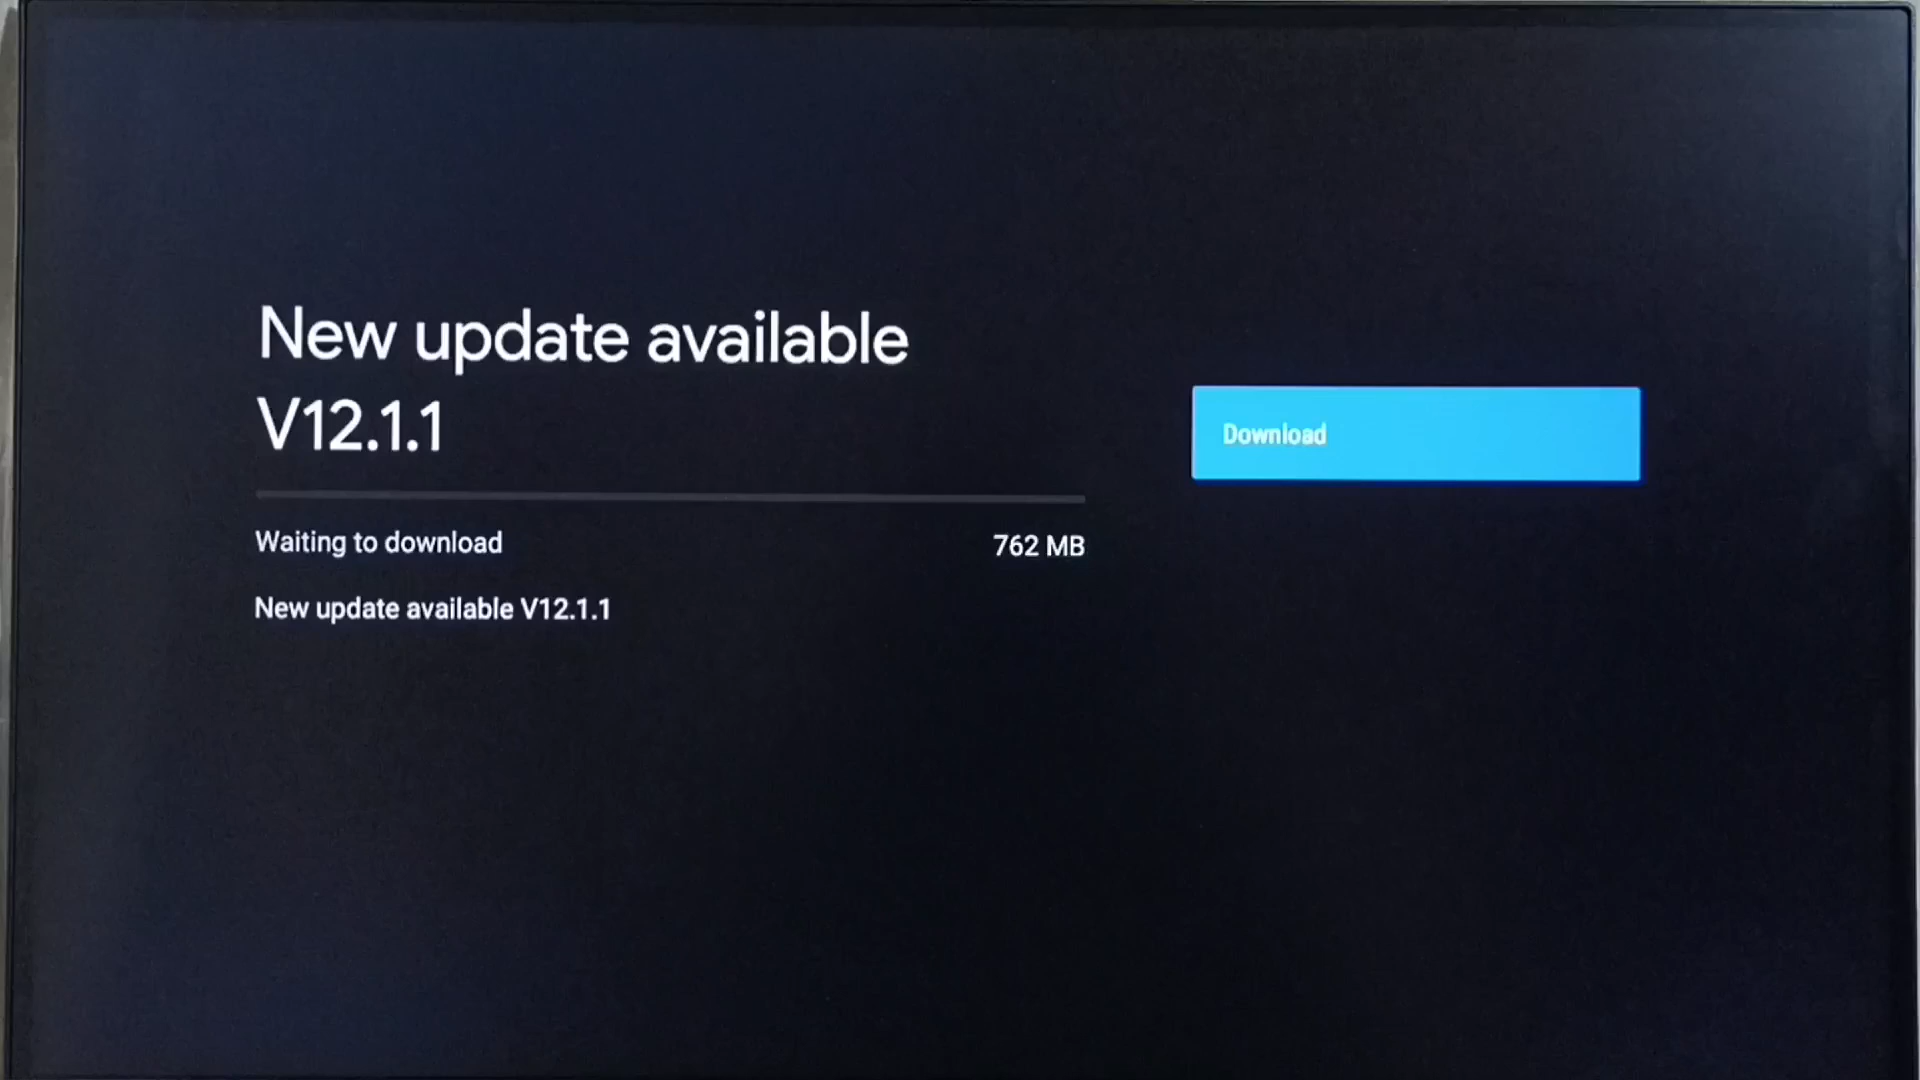 New update available
V12.1.1
Download
Waiting to download 762 MB
New update available V12.1.1